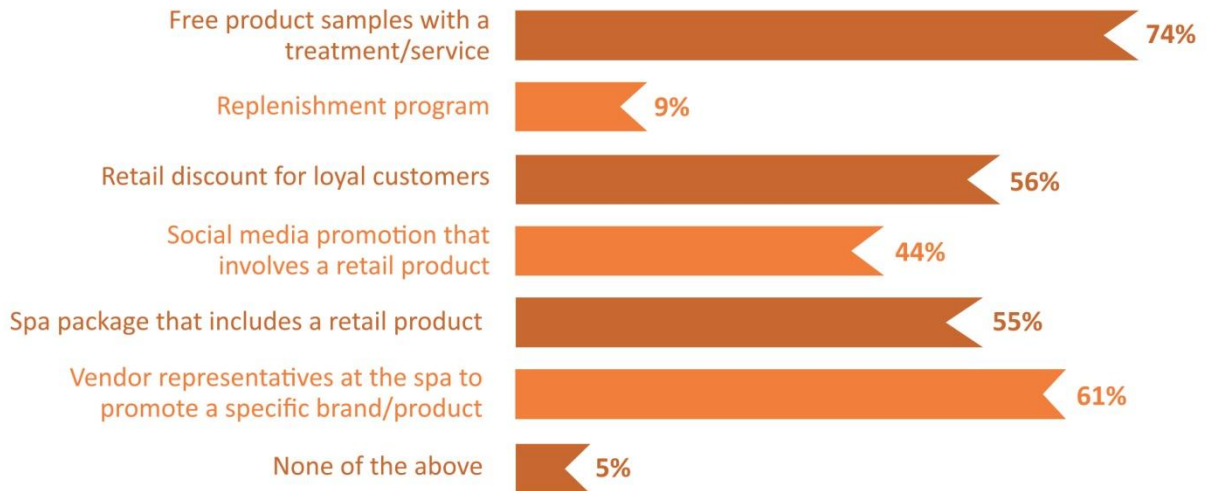 Free product samples with a
treatment/service
74%
Replenishment program
9%
Retail discount for loyal customers
56%
Social media promotion that
involves a retail product
44%
Spa package that includes a retail product
55%
Vendor representatives at the spa to
promote a specific brand/product
61%
None of the above
5%